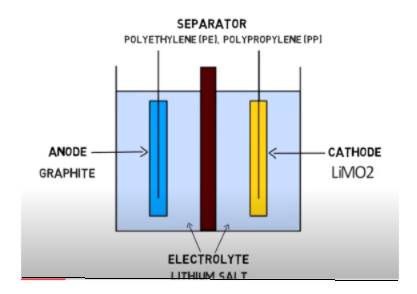 SEPARATOR
POLYETHYLENE (PE), POLYPROPYLENE (PP)
ANODE
GRAPHITE
CATHODE
LiMO2
ELECTROLYTE
LITHIUM SALT